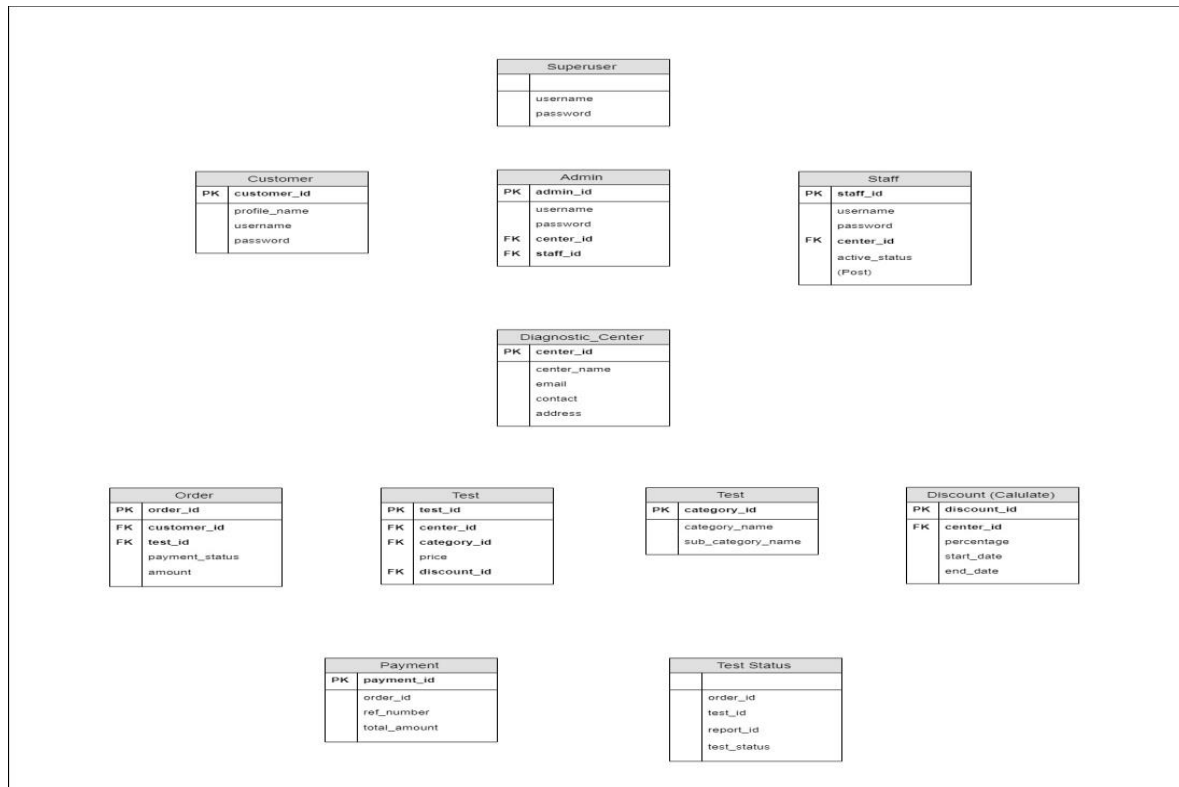 Superuser
username
password
Customer
PK customer_id
profile_name
username
password
Admin
PK admin_id
username
password
FK center_id
FK staff_id
Staff
PK staff_id
username
password
FK center_id
active_status
(Post)
Diagnostic_Center
PK center_id
center_name
email
contact
address
Order
PK order_id
FK customer_id
FK test_id
payment_status
amount
Test
PK test_id
FK center_id
FK category_id
price
FK discount_id
Test
PK category_id
category_name
sub_category_name
Discount (Calulate)
PK discount_id
FK center_id
percentage
start_date
end_date
Payment
PK payment_id
order_id
ref_number
total_amount
Test Status
order_id
test_id
report_id
test_status